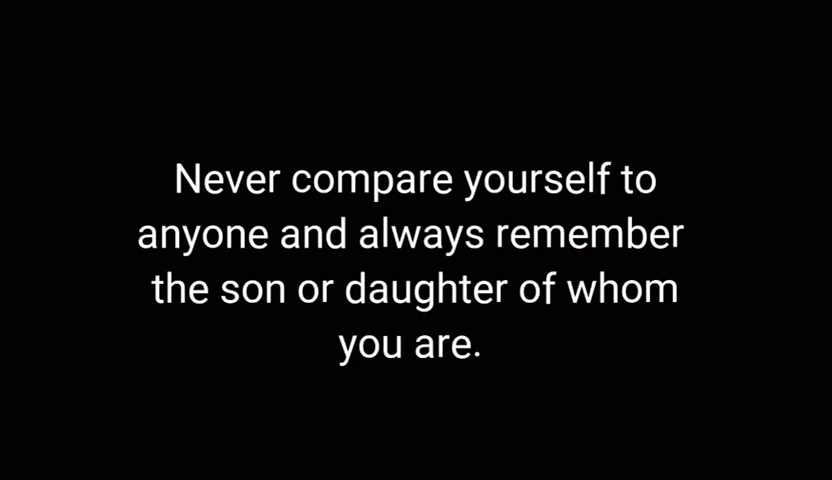 Never compare yourself to
anyone and always remember
the son or daughter of whom
you are.